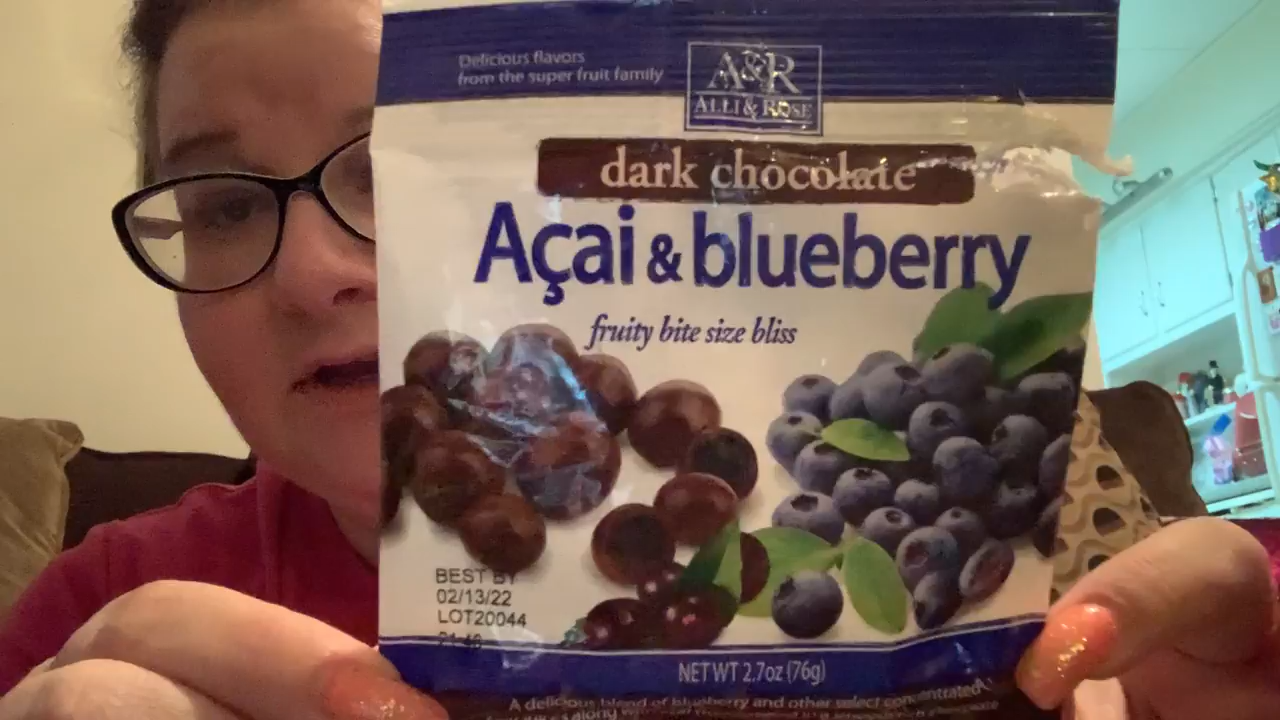 Delicious flavors
from the super fruit family
A&R
ALLI & ROSE
dark chocolate
Açai & blueberry
fruity bite size bliss
BEST BY
02/13/22
LOT20044
NET WT 2.7oz (76g)
A delicious blend of blueberry and other select concentrated